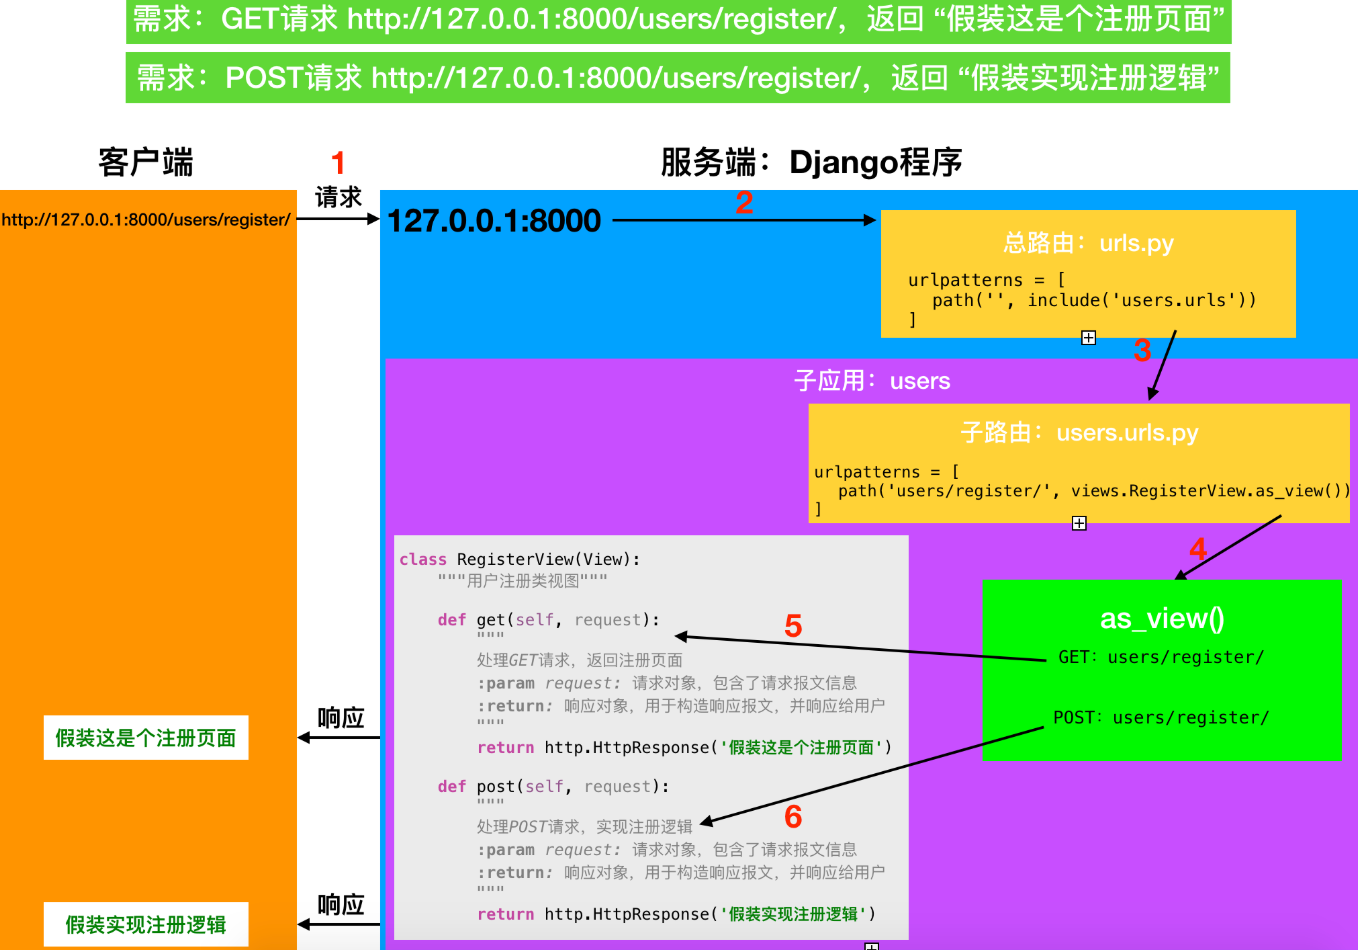 需求：GET请求 http://127.0.0.1:8000/users/register/，返回 “假装这是个注册页面”
需求：POST请求 http://127.0.0.1:8000/users/register/，返回 “假装实现注册逻辑”
客户端
1
请求
服务端：Django程序
http://127.0.0.1:8000/users/register/
127.0.0.1:8000
2
总路由：urls.py
urlpatterns = [
path('', include('users.urls'))
]
3
子应用：users
子路由：users.urls.py
urlpatterns = [
path('users/register/', views.RegisterView.as_view())
]
4
as_view()
GET：users/register/
POST：users/register/
5
6
class RegisterView(View):
"""用户注册类视图"""
def get(self, request):
"""
处理GET请求，返回注册页面
:param request: 请求对象，包含了请求报文信息
:return: 响应对象，用于构造响应报文，并响应给用户
"""
return http.HttpResponse('假装这是个注册页面')
def post(self, request):
"""
处理POST请求，实现注册逻辑
:param request: 请求对象，包含了请求报文信息
:return: 响应对象，用于构造响应报文，并响应给用户
"""
return http.HttpResponse('假装实现注册逻辑')
响应
假装这是个注册页面
响应
假装实现注册逻辑